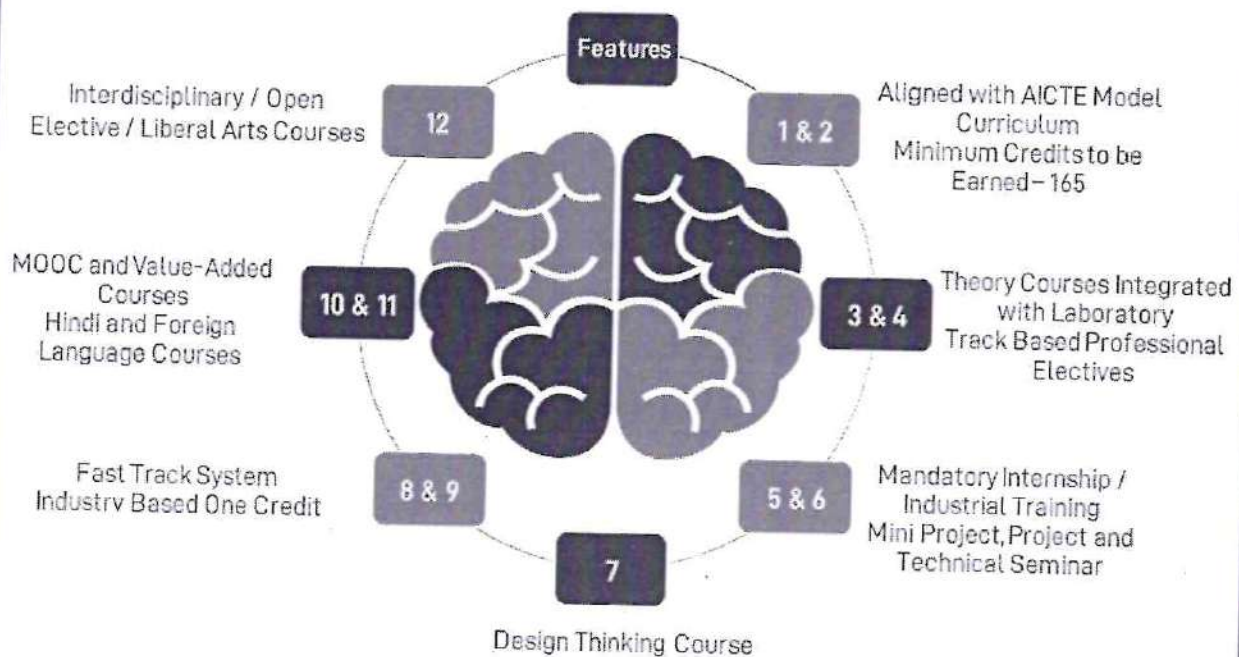 Features
1 & 2
Aligned with AICTE Model
Curriculum
Minimum Credits to be
Earned – 165
3 & 4
Theory Courses Integrated
with Laboratory
Track Based Professional
Electives
5 & 6
Mandatory Internship /
Industrial Training
Mini Project, Project and
Technical Seminar
7
Design Thinking Course
8 & 9
Fast Track System
Industry Based One Credit
10 & 11
MOOC and Value-Added
Courses
Hindi and Foreign
Language Courses
12
Interdisciplinary / Open
Elective / Liberal Arts Courses